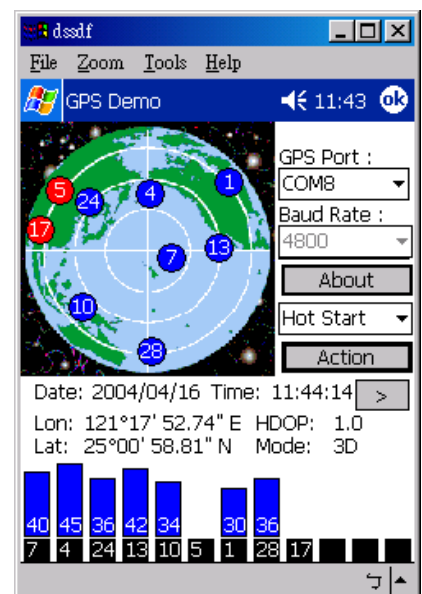 dssdf
File Zoom Tools Help
GPS Demo 11:43 ok
GPS Port :
COM8
Baud Rate :
4800
About
Hot Start
Action
5
24
4
1
17
7
13
10
28
Date: 2004/04/16 Time: 11:44:14 >
Lon: 121°17' 52.74" E HDOP: 1.0
Lat: 25°00' 58.81" N Mode: 3D
40 45 36 42 34 30 36
7 4 24 13 10 5 1 28 17
ㄅ